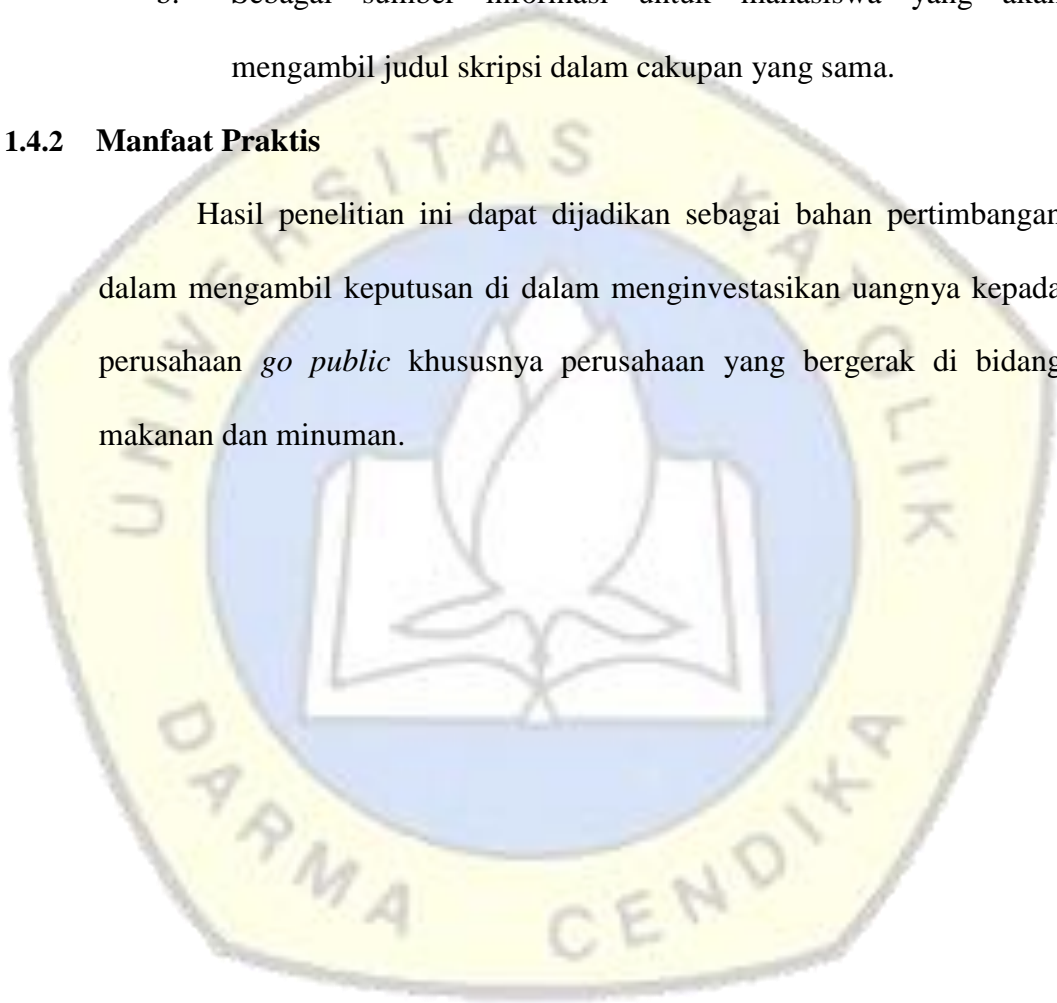 b. Sebagai sumber informasi untuk mahasiswa yang akan
mengambil judul skripsi dalam cakupan yang sama.
1.4.2 Manfaat Praktis
Hasil penelitian ini dapat dijadikan sebagai bahan pertimbangan
dalam mengambil keputusan di dalam menginvestasikan uangnya kepada
perusahaan go public khususnya perusahaan yang bergerak di bidang
makanan dan minuman.
UNIVERSITAS KATOLIK
DARMA CENDIKA